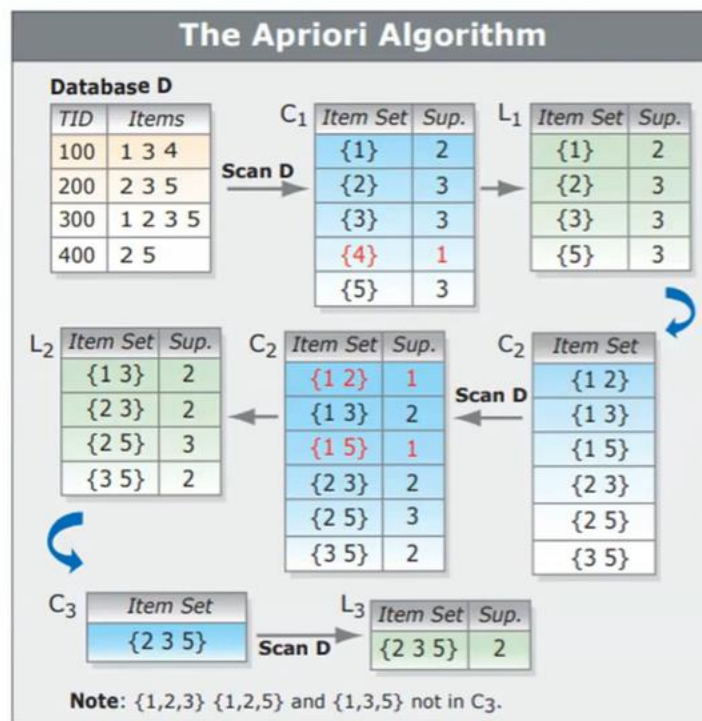 The Apriori Algorithm
Database D
TID Items
100 1 3 4
200 2 3 5
300 1 2 3 5
400 2 5
Scan D
C1 Item Set Sup.
{1} 2
{2} 3
{3} 3
{4} 1
{5} 3
L1 Item Set Sup.
{1} 2
{2} 3
{3} 3
{5} 3
C2 Item Set
{1 2}
{1 3}
{1 5}
{2 3}
{2 5}
{3 5}
Scan D
C2 Item Set Sup.
{1 2} 1
{1 3} 2
{1 5} 1
{2 3} 2
{2 5} 3
{3 5} 2
L2 Item Set Sup.
{1 3} 2
{2 3} 2
{2 5} 3
{3 5} 2
C3 Item Set
{2 3 5}
Scan D
L3 Item Set Sup.
{2 3 5} 2
Note: {1,2,3} {1,2,5} and {1,3,5} not in C3.